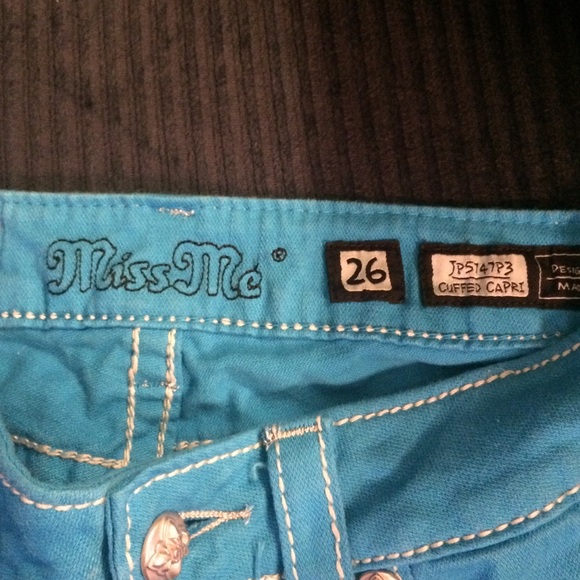 Miss Me ®
26
JP5747P3
CUFFED CAPRI